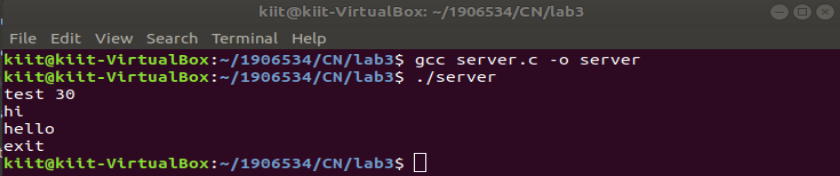 kiit@kiit-VirtualBox: ~/1906534/CN/lab3
File Edit View Search Terminal Help
kiit@kiit-VirtualBox:~/1906534/CN/lab3$ gcc server.c -o server
kiit@kiit-VirtualBox:~/1906534/CN/lab3$ ./server
test 30
hi
hello
exit
kiit@kiit-VirtualBox:~/1906534/CN/lab3$